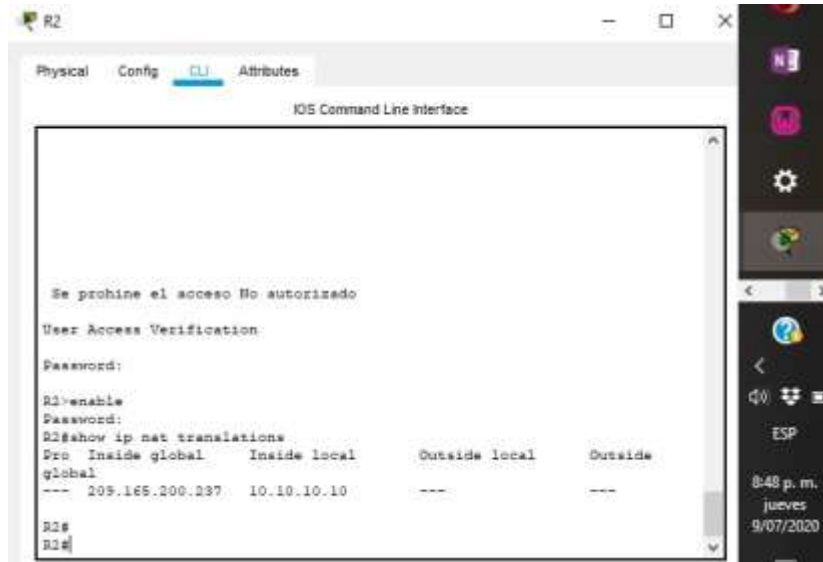 R2
Physical Config CLI Attributes
IOS Command Line Interface
Se prohine el acceso No autorizado
User Access Verification
Password:
R2>enable
Password:
R2#show ip nat translations
Pro Inside global Inside local Outside local Outside
global
--- 209.165.200.237 10.10.10.10 --- ---
R2#
R2#
ESP
8:48 p. m.
jueves
9/07/2020